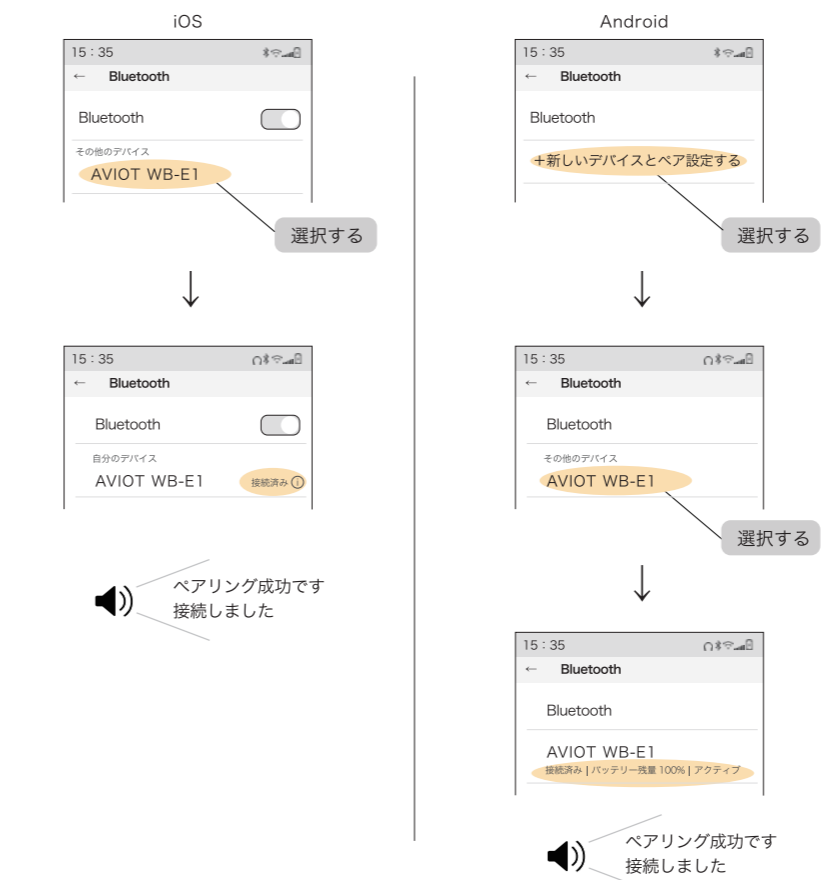 iOS
15：35
← Bluetooth
Bluetooth
その他のデバイス
AVIOT WB-E1
選択する
↓
15：35
← Bluetooth
Bluetooth
自分のデバイス
AVIOT WB-E1 接続済み
ペアリング成功です
接続しました
Android
15：35
← Bluetooth
Bluetooth
＋新しいデバイスとペア設定する
選択する
↓
15：35
← Bluetooth
Bluetooth
その他のデバイス
AVIOT WB-E1
選択する
↓
15：35
← Bluetooth
Bluetooth
AVIOT WB-E1
接続済み | バッテリー残量 100% | アクティブ
ペアリング成功です
接続しました